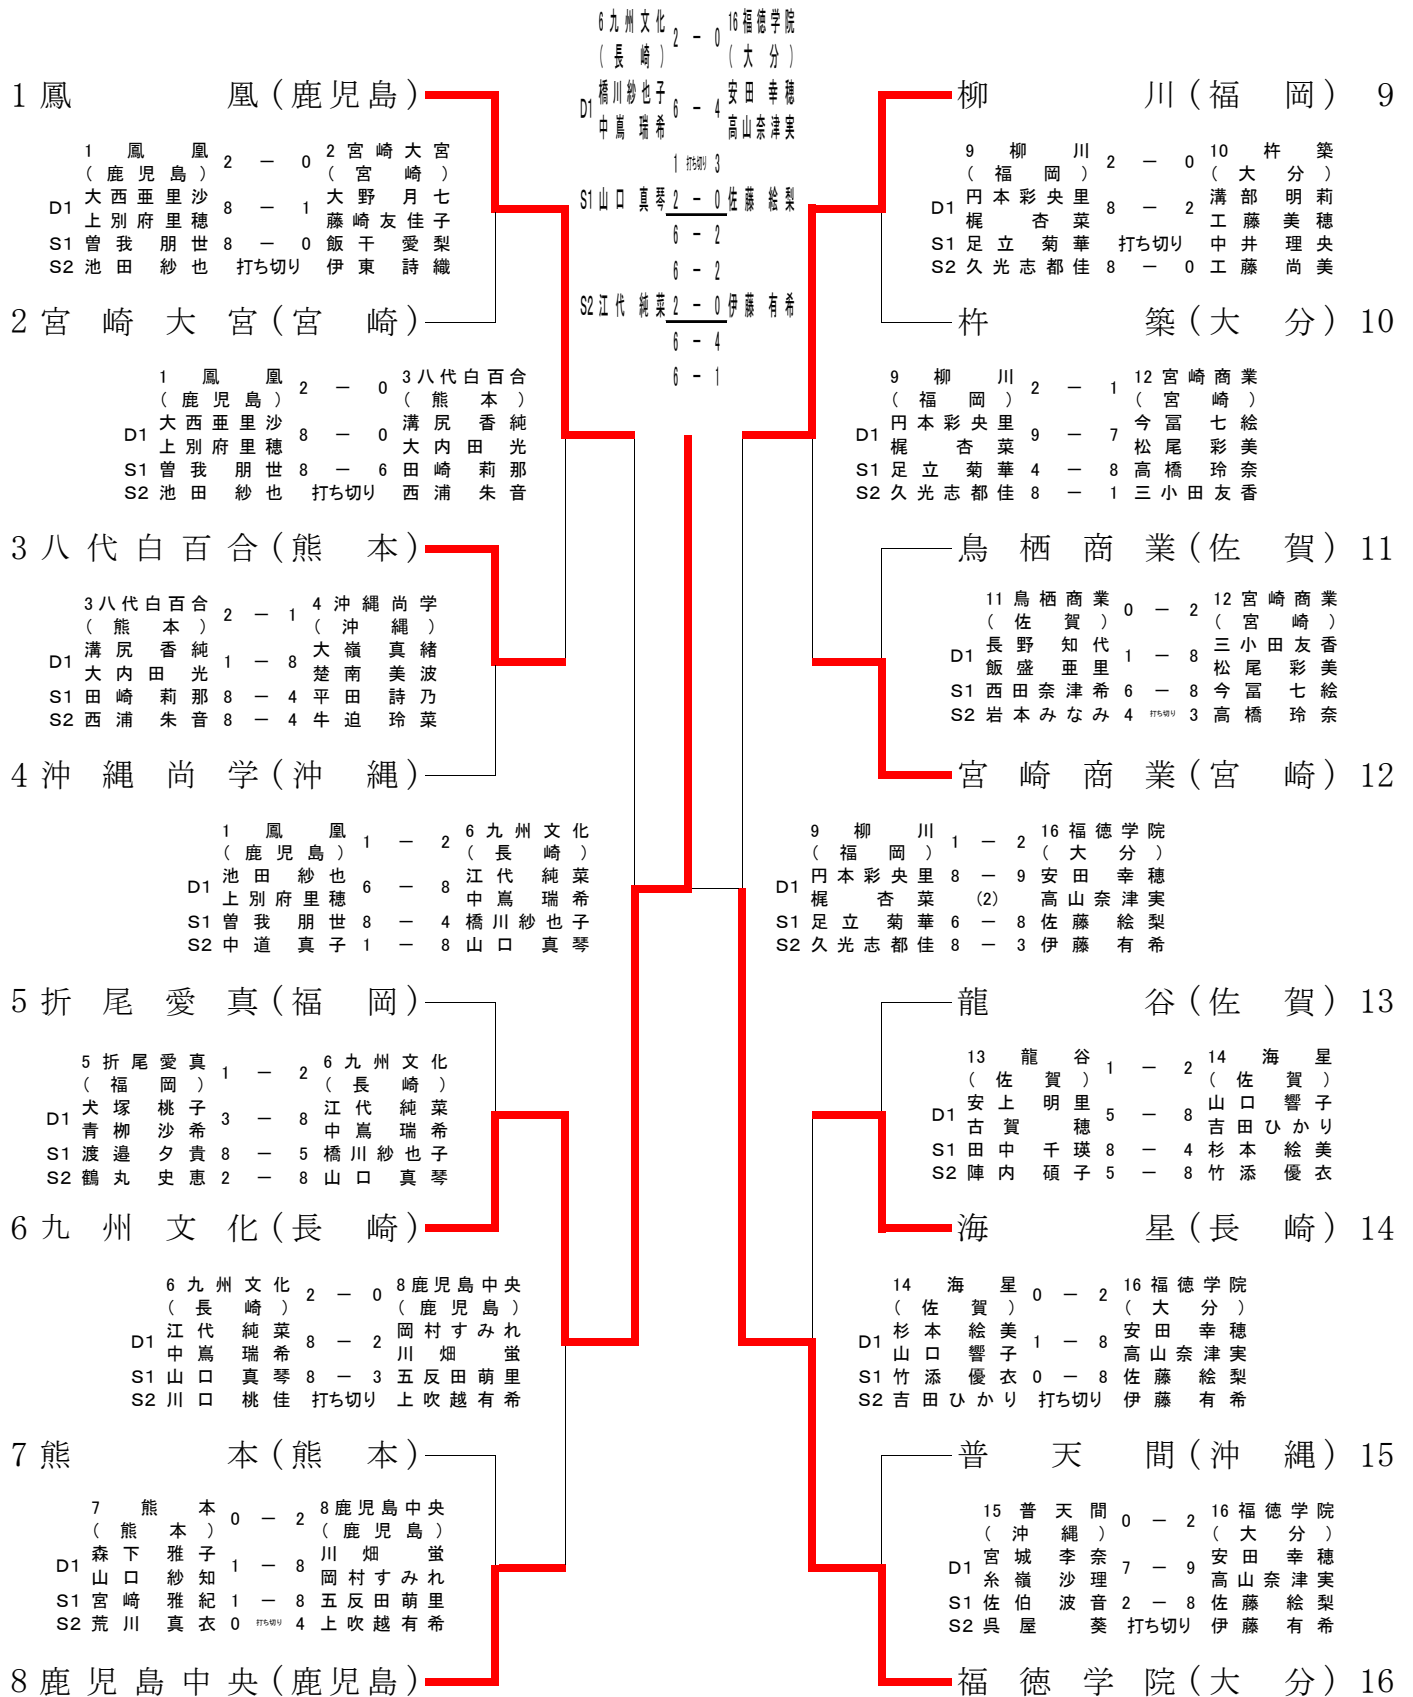 6 九州文化 2 － 0 16 福徳学院
(長崎) (大分)
D1 橋川紗也子 6 － 4 安田幸穂
中嶌瑞希 高山奈津実
1 打ち切り 3
S1 山口真琴 2 － 0 佐藤絵梨
6 － 2
6 － 2
S2 江代純菜 2 － 0 伊藤有希
6 － 4
6 － 1
1 鳳凰(鹿児島)
1 鳳凰 2 － 0 2 宮崎大宮
(鹿児島) (宮崎)
D1 大西亜里沙 8 － 1 大野月七
上別府里穂 藤崎友佳子
S1 曽我朋世 8 － 0 飯干愛梨
S2 池田紗也 打ち切り 伊東詩織
2 宮崎大宮(宮崎)
1 鳳凰 2 － 0 3 八代白百合
(鹿児島) (熊本)
D1 大西亜里沙 8 － 0 溝尻香純
上別府里穂 大内田光
S1 曽我朋世 8 － 6 田崎莉那
S2 池田紗也 打ち切り 西浦朱音
3 八代白百合(熊本)
3 八代白百合 2 － 1 4 沖縄尚学
(熊本) (沖縄)
D1 溝尻香純 1 － 8 大嶺真緒
大内田光 楚南美波
S1 田崎莉那 8 － 4 平田詩乃
S2 西浦朱音 8 － 4 牛迫玲菜
4 沖縄尚学(沖縄)
1 鳳凰 1 － 2 6 九州文化
(鹿児島) (長崎)
D1 池田紗也 6 － 8 江代純菜
上別府里穂 中嶌瑞希
S1 曽我朋世 8 － 4 橋川紗也子
S2 中道真子 1 － 8 山口真琴
5 折尾愛真(福岡)
5 折尾愛真 1 － 2 6 九州文化
(福岡) (長崎)
D1 犬塚桃子 3 － 8 江代純菜
青栁沙希 中嶌瑞希
S1 渡邉夕貴 8 － 5 橋川紗也子
S2 鶴丸史恵 2 － 8 山口真琴
6 九州文化(長崎)
6 九州文化 2 － 0 8 鹿児島中央
(長崎) (鹿児島)
D1 江代純菜 8 － 2 岡村すみれ
中嶌瑞希 川畑蛍
S1 山口真琴 8 － 3 五反田萌里
S2 川口桃佳 打ち切り 上吹越有希
7 熊本(熊本)
7 熊本 0 － 2 8 鹿児島中央
(熊本) (鹿児島)
D1 森下雅子 1 － 8 川畑蛍
山口紗知 岡村すみれ
S1 宮﨑雅紀 1 － 8 五反田萌里
S2 荒川真衣 0 打ち切り 4 上吹越有希
8 鹿児島中央(鹿児島)
柳川(福岡) 9
9 柳川 2 － 0 10 杵築
(福岡) (大分)
D1 円本彩央里 8 － 2 溝部明莉
梶杏菜 工藤美穂
S1 足立菊華 打ち切り 中井理央
S2 久光志都佳 8 － 0 工藤尚美
杵築(大分) 10
9 柳川 2 － 1 12 宮崎商業
(福岡) (宮崎)
D1 円本彩央里 9 － 7 今冨七絵
梶杏菜 松尾彩美
S1 足立菊華 4 － 8 高橋玲奈
S2 久光志都佳 8 － 1 三小田友香
鳥栖商業(佐賀) 11
11 鳥栖商業 0 － 2 12 宮崎商業
(佐賀) (宮崎)
D1 長野知代 1 － 8 三小田友香
飯盛亜里 松尾彩美
S1 西田奈津希 6 － 8 今冨七絵
S2 岩本みなみ 4 打ち切り 3 高橋玲奈
宮崎商業(宮崎) 12
9 柳川 1 － 2 16 福徳学院
(福岡) (大分)
D1 円本彩央里 8 － 9 安田幸穂
梶杏菜 (2) 高山奈津実
S1 足立菊華 6 － 8 佐藤絵梨
S2 久光志都佳 8 － 3 伊藤有希
龍谷(佐賀) 13
13 龍谷 1 － 2 14 海星
(佐賀) (佐賀)
D1 安上明里 5 － 8 山口響子
古賀穂 吉田ひかり
S1 田中千瑛 8 － 4 杉本絵美
S2 陣内碩子 5 － 8 竹添優衣
海星(長崎) 14
14 海星 0 － 2 16 福徳学院
(佐賀) (大分)
D1 杉本絵美 1 － 8 安田幸穂
山口響子 高山奈津実
S1 竹添優衣 0 － 8 佐藤絵梨
S2 吉田ひかり 打ち切り 伊藤有希
普天間(沖縄) 15
15 普天間 0 － 2 16 福徳学院
(沖縄) (大分)
D1 宮城李奈 7 － 9 安田幸穂
糸嶺沙理 高山奈津実
S1 佐伯波音 2 － 8 佐藤絵梨
S2 呉屋葵 打ち切り 伊藤有希
福徳学院(大分) 16